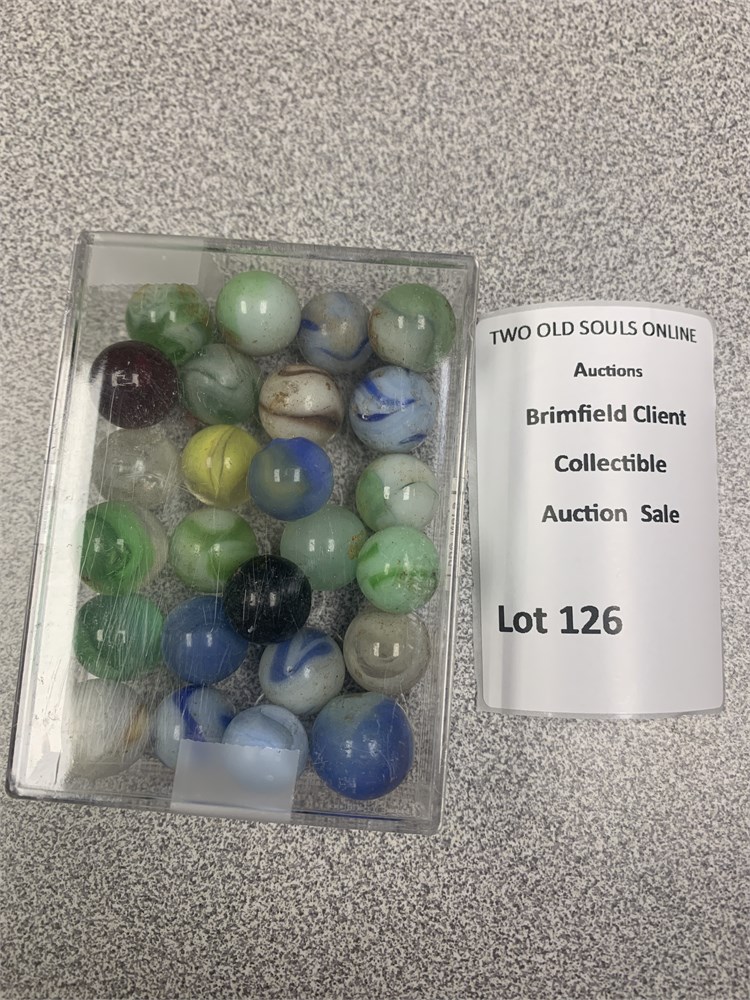 TWO OLD SOULS ONLINE
Auctions
Brimfield Client
Collectible
Auction Sale
Lot 126